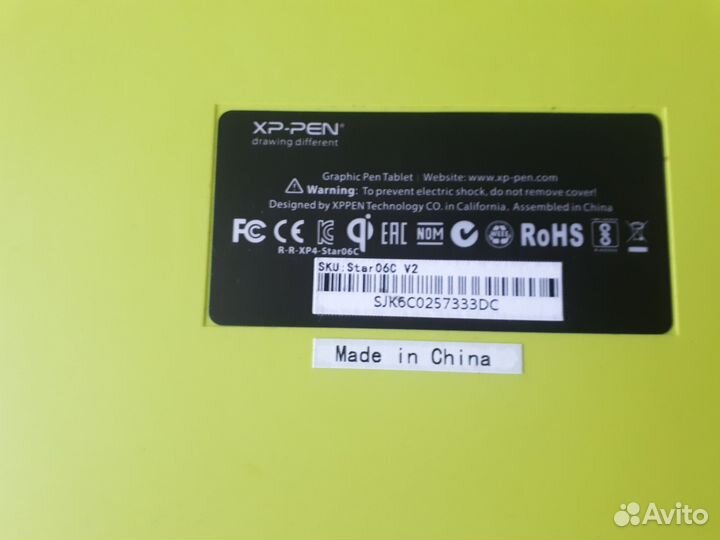 XP-PEN®
drawing different
Graphic Pen Tablet | Website: www.xp-pen.com
Warning: To prevent electric shock, do not remove cover!
Designed by XPPEN Technology CO. in California. Assembled in China
FC CE EAC NOM RoHS
R-R-XP4-Star06C
SKU:Star06C V2
SJK6C0257333DC
Made in China
Avito